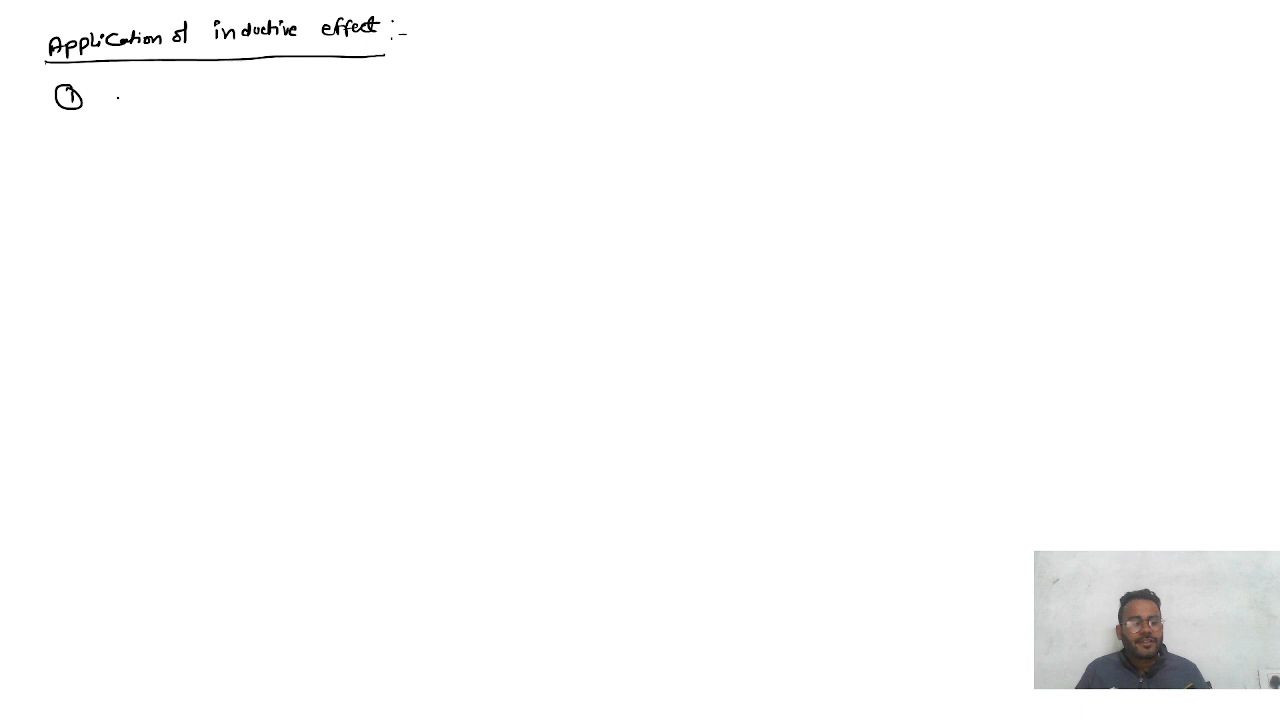 Application of inductive effect :-
①